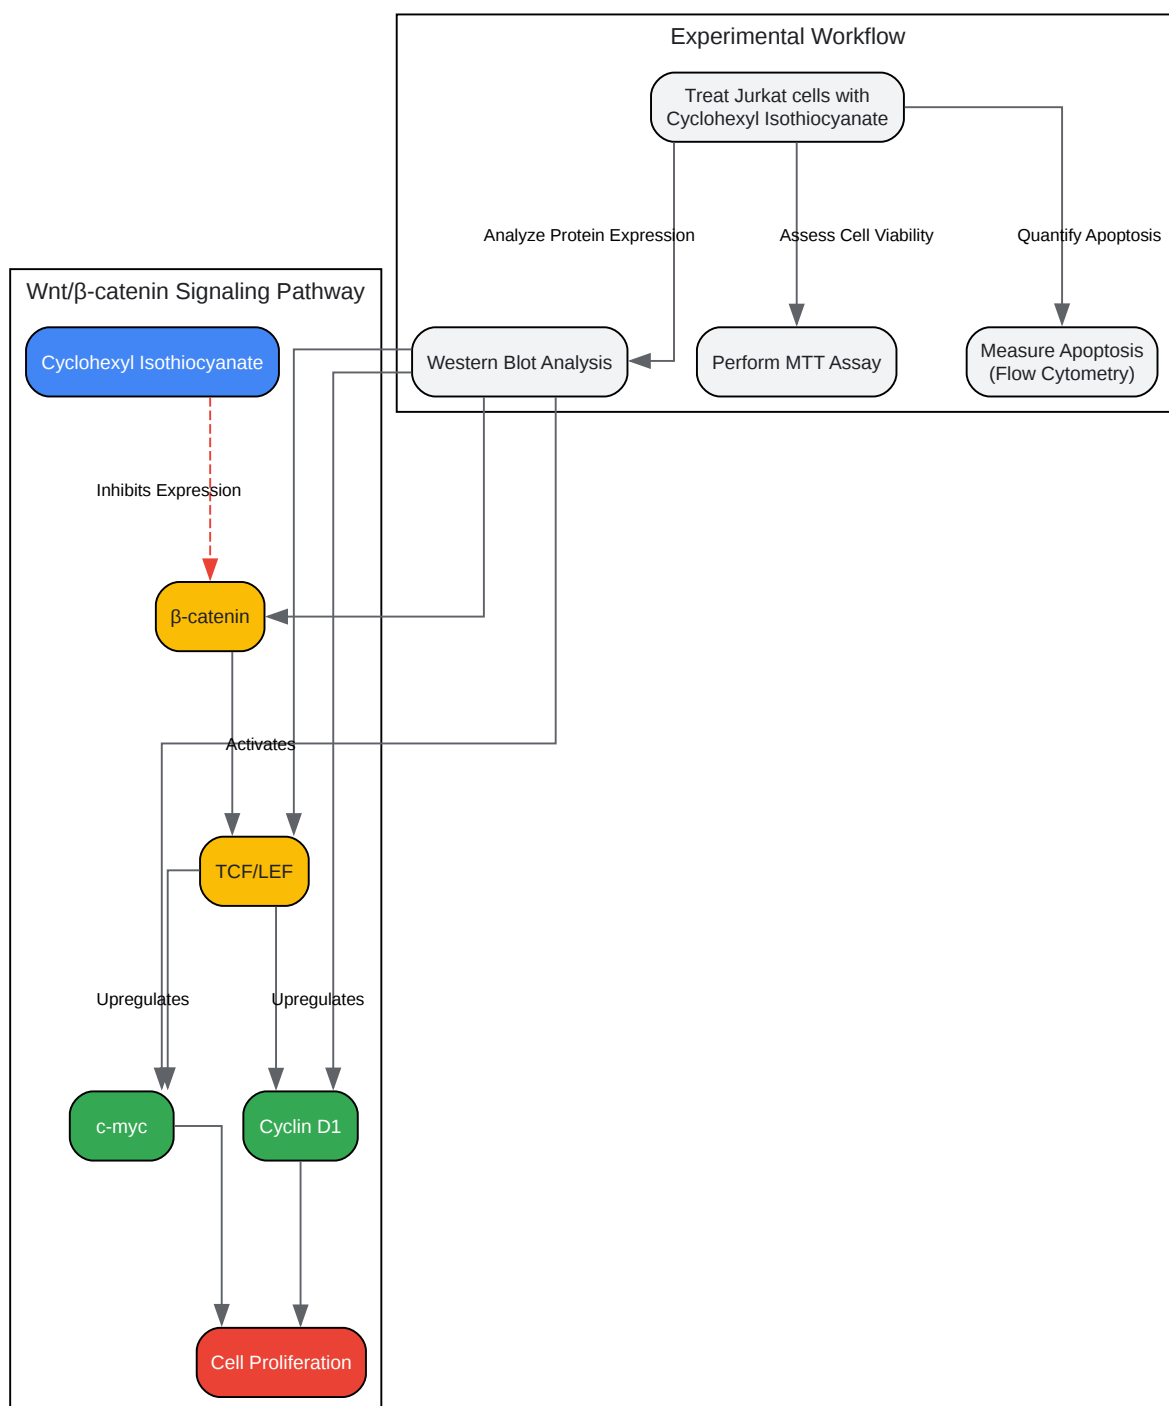 Experimental Workflow
Treat Jurkat cells with
Cyclohexyl Isothiocyanate
Analyze Protein Expression
Assess Cell Viability
Quantify Apoptosis
Western Blot Analysis
Perform MTT Assay
Measure Apoptosis
(Flow Cytometry)
Wnt/β-catenin Signaling Pathway
Cyclohexyl Isothiocyanate
Inhibits Expression
β-catenin
Activates
TCF/LEF
Upregulates
Upregulates
c-myc
Cyclin D1
Cell Proliferation